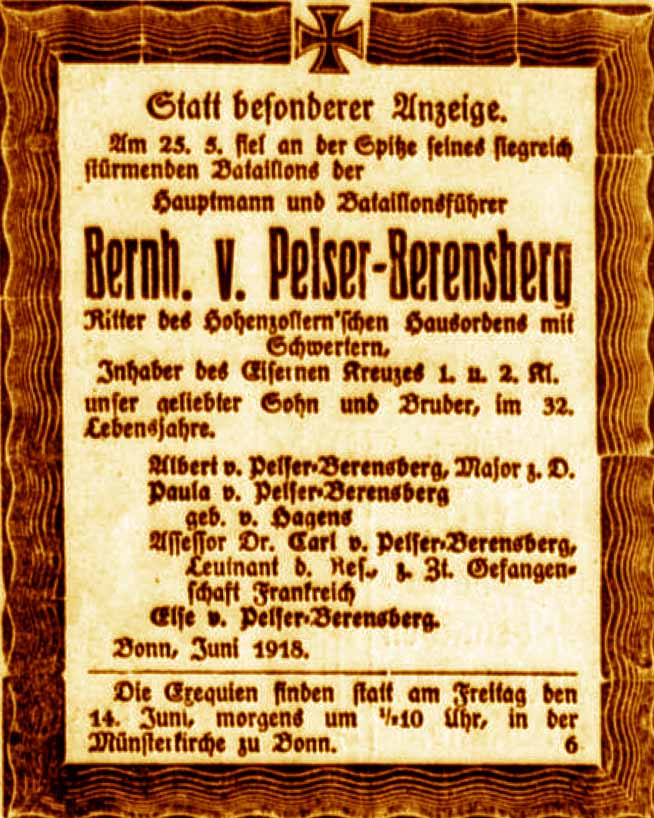 Statt besonderer Anzeige.
Am 25. 5. fiel an der Spitze seines siegreich
stürmenden Bataillons der
Hauptmann und Bataillonsführer
Bernh. v. Pelser-Berensberg
Ritter des Hohenzollern'schen Hausordens mit
Schwertern,
Inhaber des Eisernen Kreuzes 1. u. 2. Kl.
unser geliebter Sohn und Bruder, im 32.
Lebensjahre.
Albert v. Pelser-Berensberg, Major z. D.
Paula v. Pelser-Berensberg
geb. v. Hagens
Assessor Dr. Carl v. Pelser-Berensberg,
Leutnant d. Res., z. Zt. Gefangen-
schaft Frankreich
Else v. Pelser-Berensberg.
Bonn, Juni 1918.
Die Exequien finden statt am Freitag den
14. Juni, morgens um ½10 Uhr, in der
Münsterkirche zu Bonn. 6